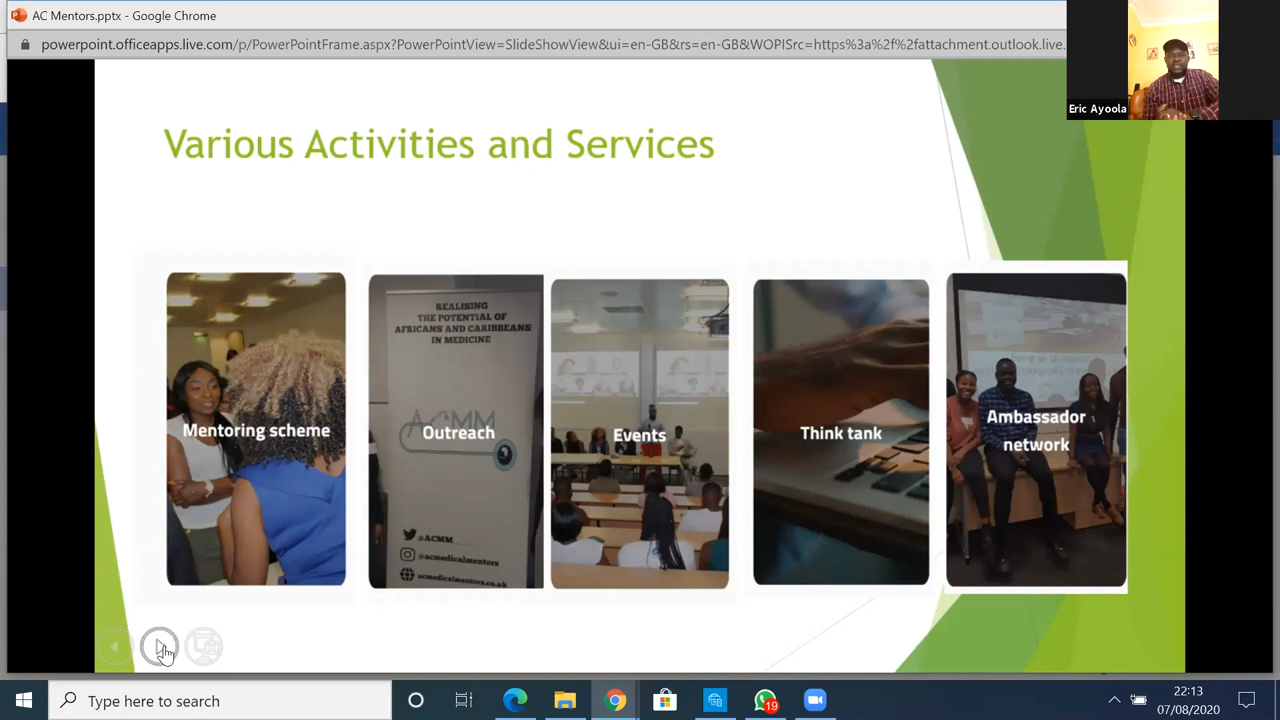 AC Mentors.pptx - Google Chrome
powerpoint.officeapps.live.com/p/PowerPointFrame.aspx?PowerPointView=SlideShowView&ui=en-GB&rs=en-GB&WOPISrc=https%3a%2f%2fattachment.outlook.live.
Eric Ayoola
Various Activities and Services
Mentoring scheme
REALISING
THE POTENTIAL OF
AFRICANS AND CARIBBEANS
IN MEDICINE
ACMM
Outreach
@ACMM
@acmedicalmentors
acmedicalmentors.co.uk
Events
Think tank
Ambassador
network
Type here to search
19
22:13
07/08/2020